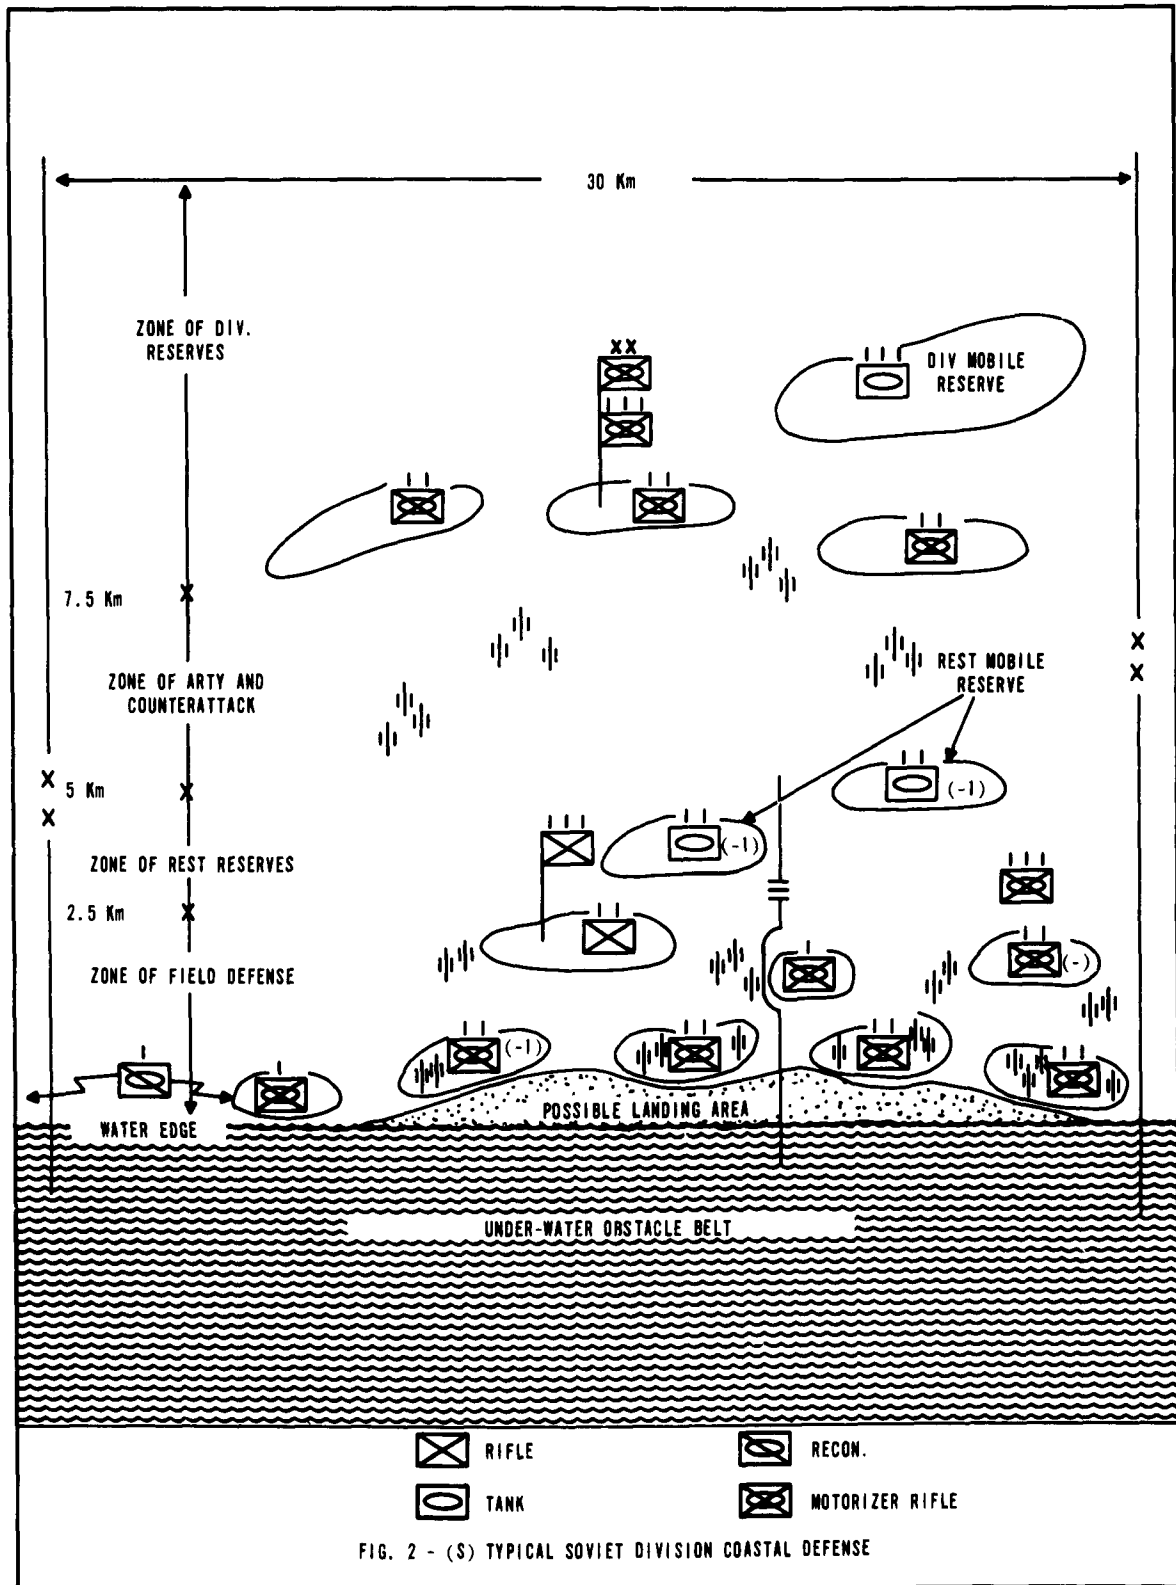 30 Km
ZONE OF DIV.
RESERVES
XX
DIV MOBILE
RESERVE
7.5 Km
ZONE OF ARTY AND
COUNTERATTACK
REST MOBILE
RESERVE
X
X
5 Km
X
X
(-1)
(-1)
ZONE OF REST RESERVES
2.5 Km
ZONE OF FIELD DEFENSE
(-)
(-1)
POSSIBLE LANDING AREA
WATER EDGE
UNDER-WATER OBSTACLE BELT
RIFLE
RECON.
TANK
MOTORIZER RIFLE
FIG. 2 - (S) TYPICAL SOVIET DIVISION COASTAL DEFENSE